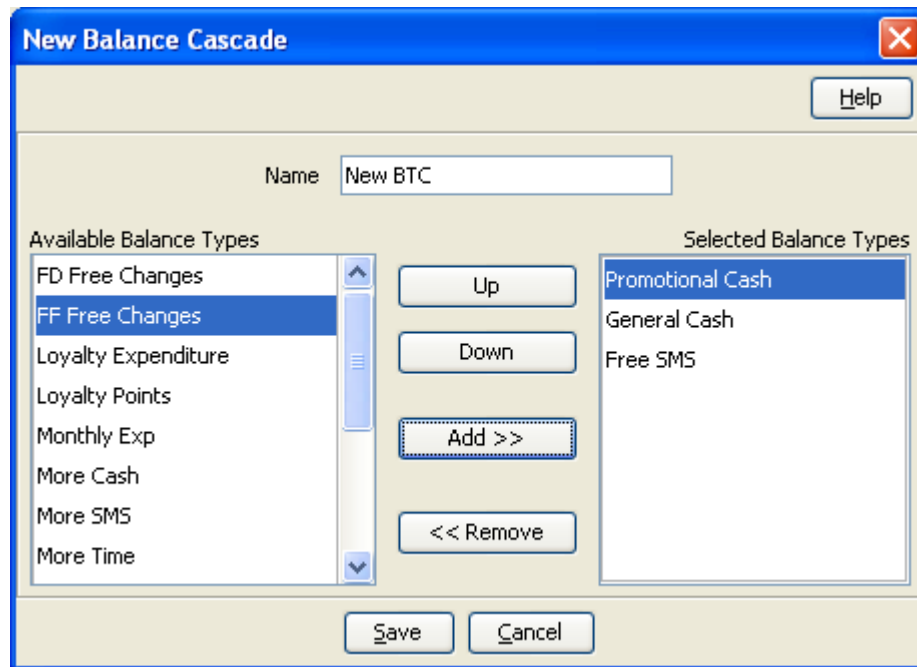 New Balance Cascade
Help
Name New BTC
Available Balance Types
FD Free Changes
FF Free Changes
Loyalty Expenditure
Loyalty Points
Monthly Exp
More Cash
More SMS
More Time
Up
Down
Add >>
<< Remove
Selected Balance Types
Promotional Cash
General Cash
Free SMS
Save Cancel